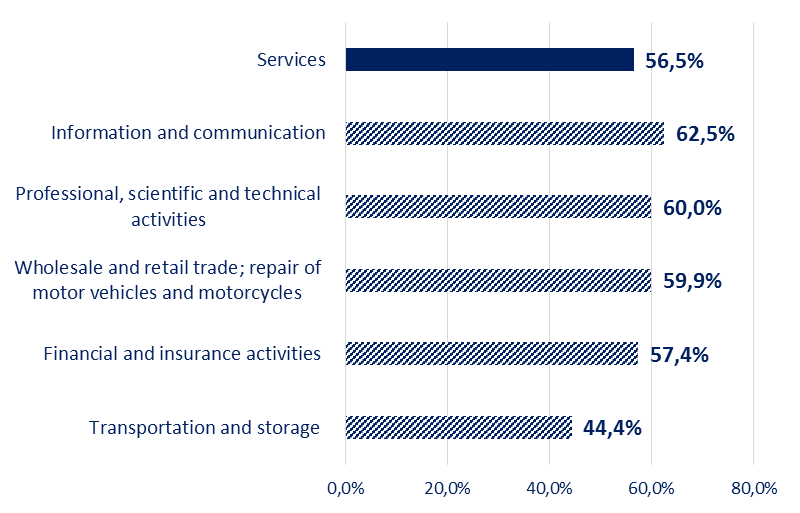 Services
56,5%
Information and communication
62,5%
Professional, scientific and technical
activities
60,0%
Wholesale and retail trade; repair of
motor vehicles and motorcycles
59,9%
Financial and insurance activities
57,4%
Transportation and storage
44,4%
0,0%
20,0%
40,0%
60,0%
80,0%